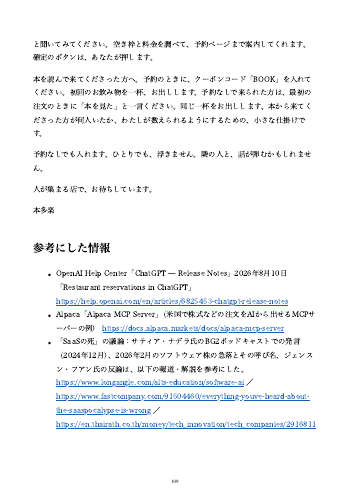 と聞いてみてください。空き枠と料金を調べて、予約ページまで案内してくれます。
確定のボタンは、あなたが押します。
本を読んで来てくださった方へ。予約のときに、クーポンコード「BOOK」を入れて
ください。初回のお飲み物を一杯、お出しします。予約なしで来られた方は、最初の
注文のときに「本を見た」と一言ください。同じ一杯をお出しします。本から来てく
ださった方が何人いたか、わたしが数えられるようにするための、小さな仕掛けで
す。
予約なしでも入れます。ひとりでも、浮きません。隣の人と、話が弾むかもしれませ
ん。
人が集まる店で、お待ちしています。
本多楽
参考にした情報
• OpenAI Help Center「ChatGPT — Release Notes」2026年8月10日
「Restaurant reservations in ChatGPT」
https://help.openai.com/en/articles/6825453-chatgpt-release-notes
• Alpaca「Alpaca MCP Server」（米国で株式などの注文をAIから出せるMCPサ
ーバーの例） https://docs.alpaca.markets/docs/alpaca-mcp-server
• 「SaaSの死」の議論：サティア・ナデラ氏のBG2ポッドキャストでの発言
（2024年12月）、2026年2月のソフトウェア株の急落とその呼び名、ジェンス
ン・フアン氏の反論は、以下の報道・解説を参考にした。
https://www.longangle.com/alts-education/software-ai ／
https://www.fastcompany.com/91504460/everything-youve-heard-about-
the-saaspocalypse-is-wrong ／
https://en.thairath.co.th/money/tech_innovation/tech_companies/2916811